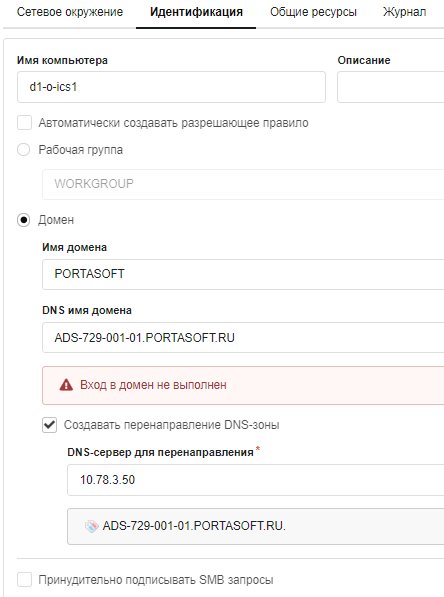 Сетевое окружение Идентификация Общие ресурсы Журнал
Имя компьютера Описание
d1-o-ics1
Автоматически создавать разрешающее правило
Рабочая группа
WORKGROUP
Домен
Имя домена
PORTASOFT
DNS имя домена
ADS-729-001-01.PORTASOFT.RU
Вход в домен не выполнен
Создавать перенаправление DNS-зоны
DNS-сервер для перенаправления*
10.78.3.50
ADS-729-001-01.PORTASOFT.RU.
Принудительно подписывать SMB запросы